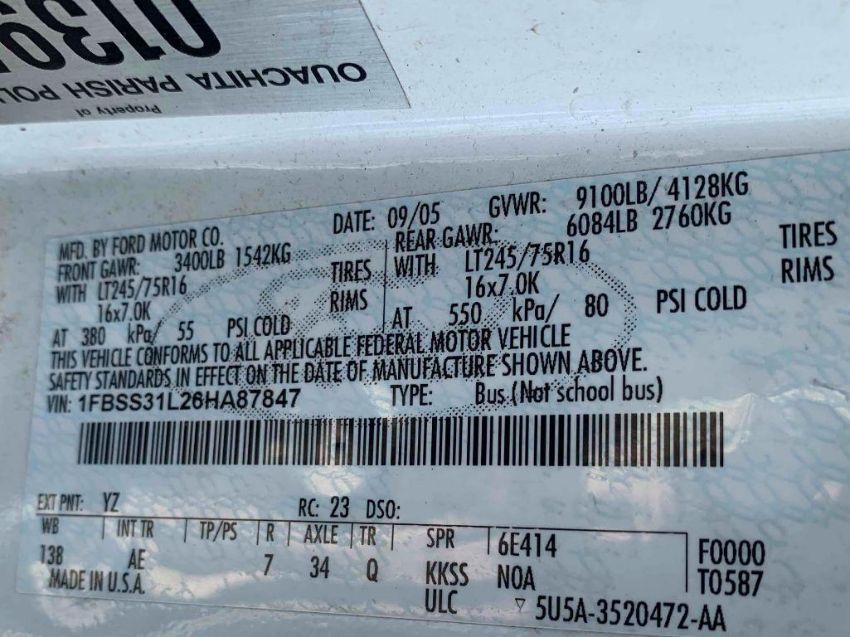 013
OUACHITA PARISH POL
Property of
MFD. BY FORD MOTOR CO. DATE: 09/05 GVWR: 9100LB/ 4128KG
FRONT GAWR: 3400LB 1542KG REAR GAWR: 6084LB 2760KG
WITH LT245/75R16 TIRES WITH LT245/75R16 TIRES
16x7.0K RIMS 16x7.0K RIMS
AT 380 kPa/ 55 PSI COLD AT 550 kPa/ 80 PSI COLD
THIS VEHICLE CONFORMS TO ALL APPLICABLE FEDERAL MOTOR VEHICLE
SAFETY STANDARDS IN EFFECT ON THE DATE OF MANUFACTURE SHOWN ABOVE.
VIN: 1FBSS31L26HA87847 TYPE: Bus (Not school bus)
EXT PNT: YZ RC: 23 DSO:
WB INT TR TP/PS R AXLE TR SPR 6E414 F0000
138 AE 7 34 Q KKSS NOA T0587
MADE IN U.S.A. ULC ▽ 5U5A-3520472-AA